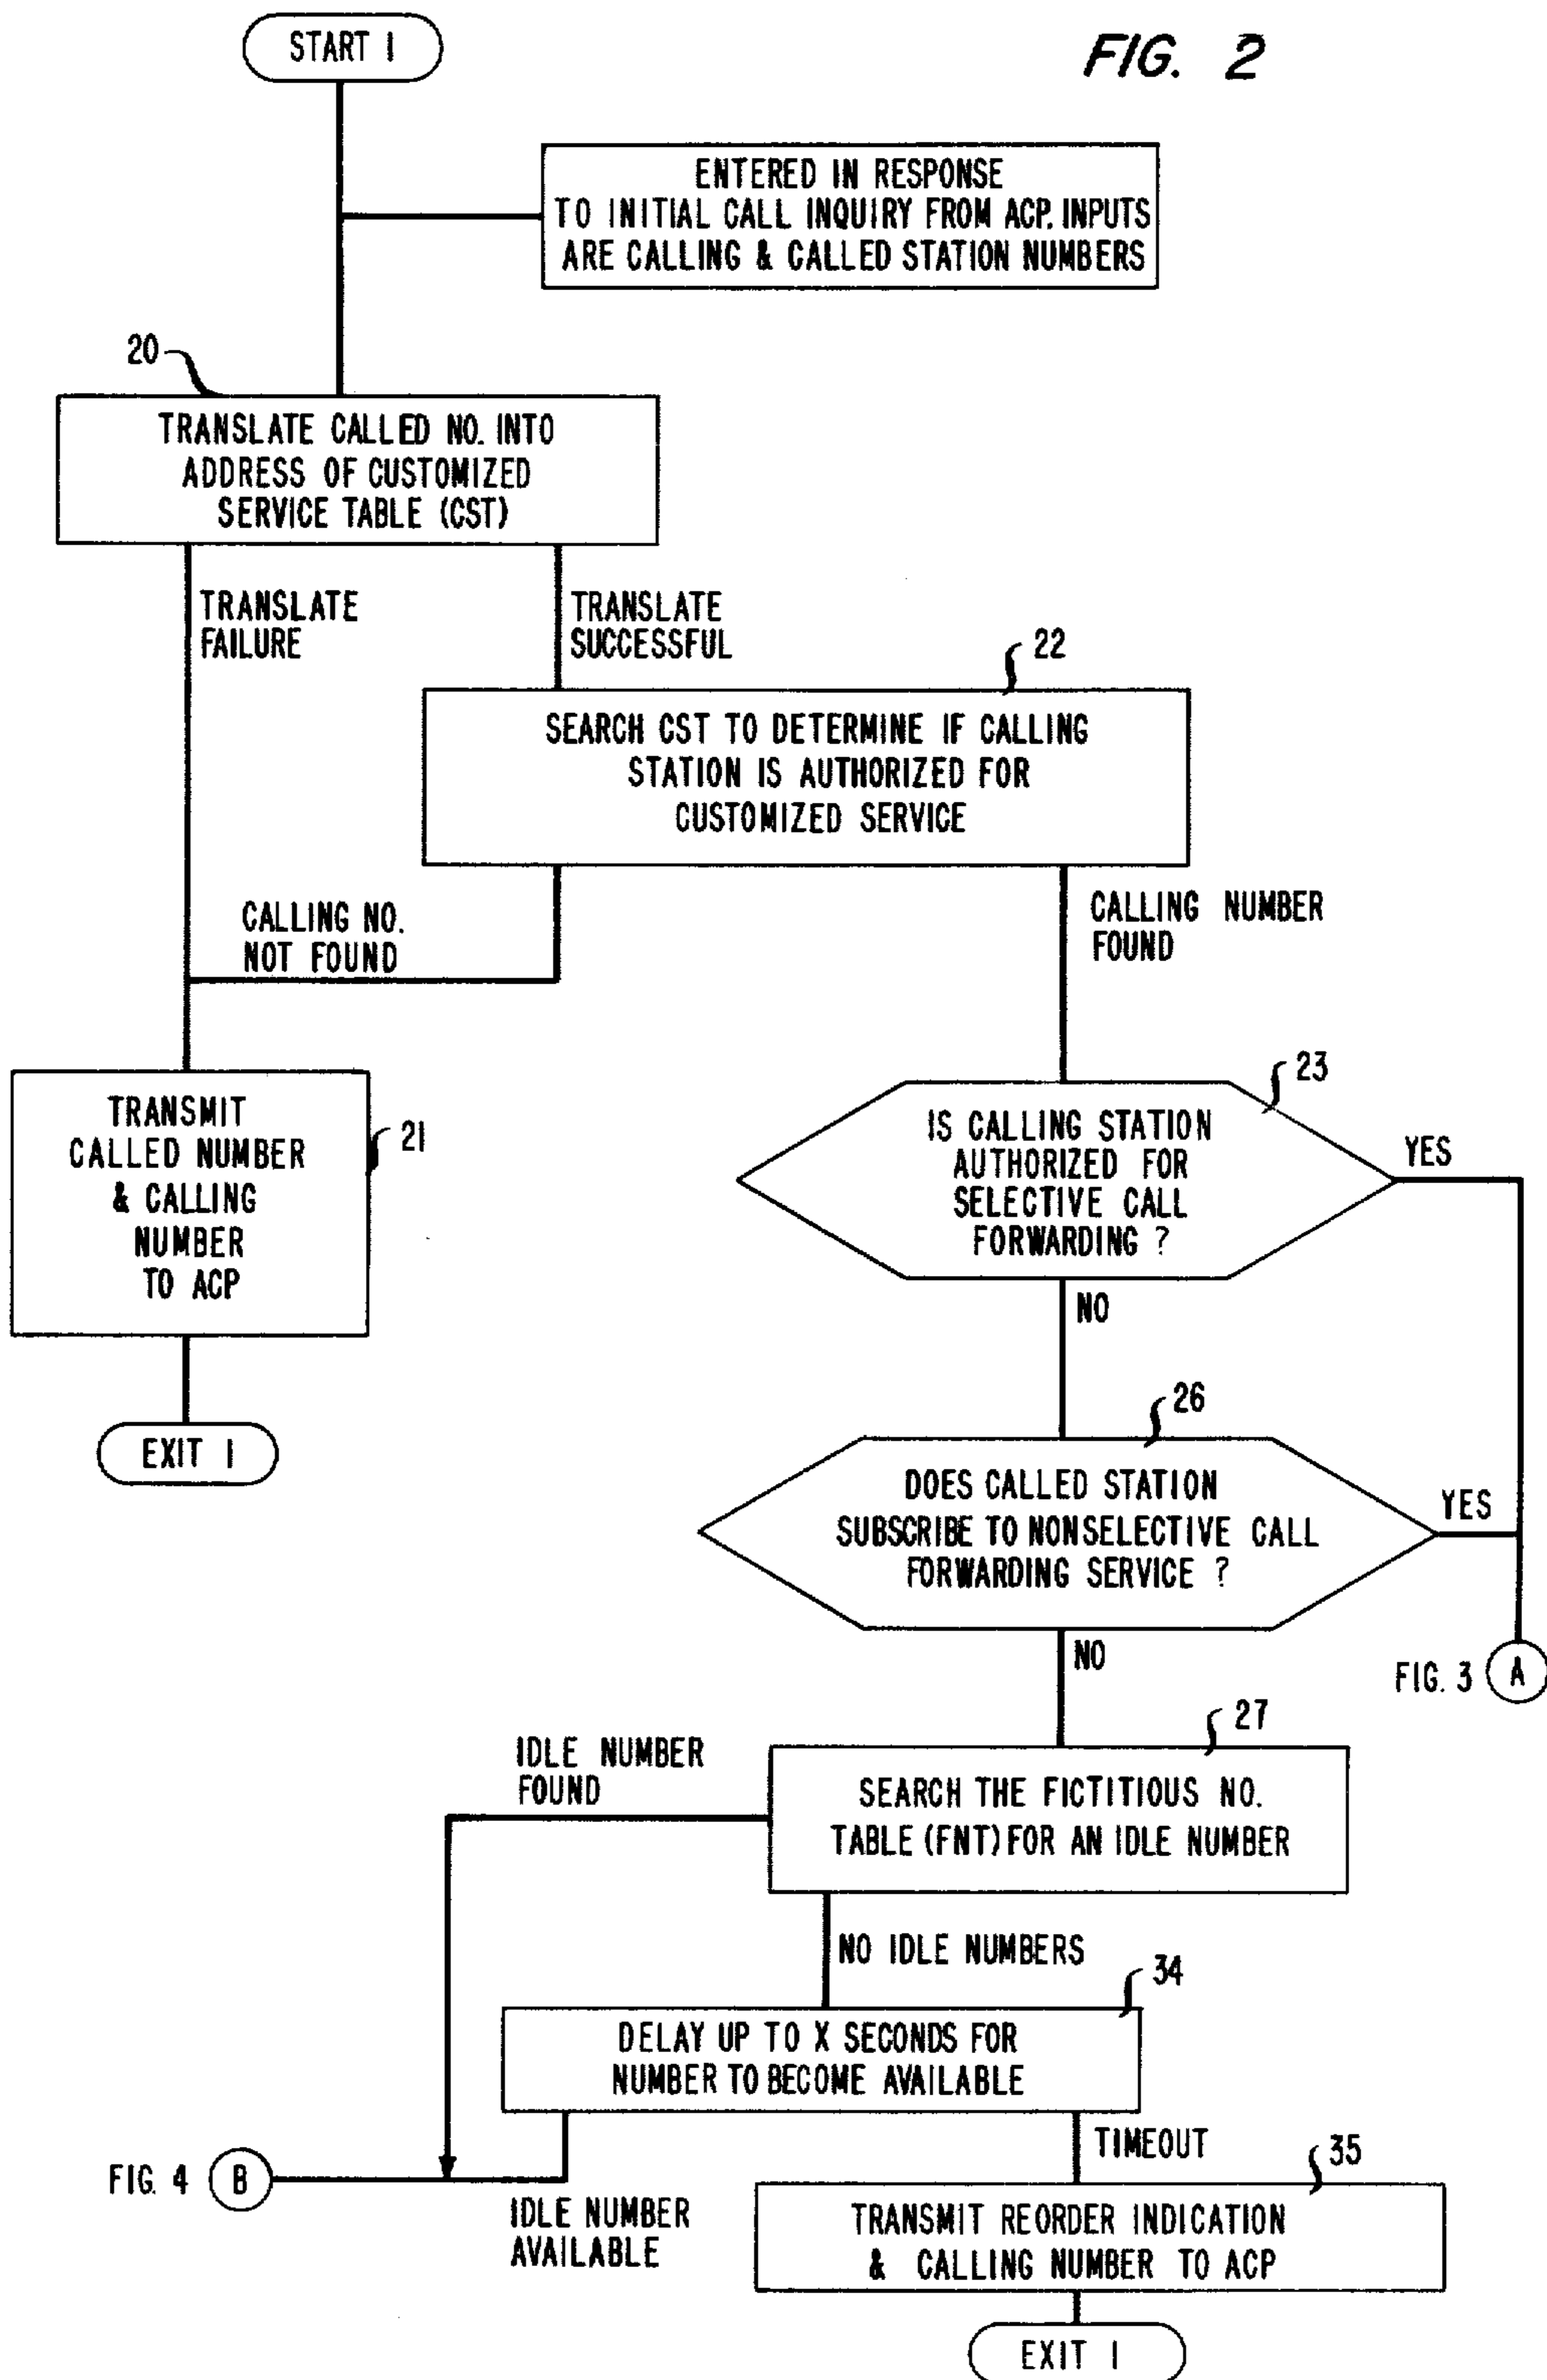 START 1
FIG. 2
ENTERED IN RESPONSE
TO INITIAL CALL INQUIRY FROM ACP. INPUTS
ARE CALLING & CALLED STATION NUMBERS
20
TRANSLATE CALLED NO. INTO
ADDRESS OF CUSTOMIZED
SERVICE TABLE (CST)
TRANSLATE
FAILURE
TRANSLATE
SUCCESSFUL
22
SEARCH CST TO DETERMINE IF CALLING
STATION IS AUTHORIZED FOR
CUSTOMIZED SERVICE
CALLING NO.
NOT FOUND
CALLING NUMBER
FOUND
TRANSMIT
CALLED NUMBER
& CALLING
NUMBER
TO ACP
21
EXIT 1
23
IS CALLING STATION
AUTHORIZED FOR
SELECTIVE CALL
FORWARDING ?
YES
NO
26
DOES CALLED STATION
SUBSCRIBE TO NONSELECTIVE CALL
FORWARDING SERVICE ?
YES
NO
FIG. 3 A
27
IDLE NUMBER
FOUND
SEARCH THE FICTITIOUS NO.
TABLE (FNT) FOR AN IDLE NUMBER
NO IDLE NUMBERS
34
DELAY UP TO X SECONDS FOR
NUMBER TO BECOME AVAILABLE
TIMEOUT
FIG. 4 B
IDLE NUMBER
AVAILABLE
35
TRANSMIT REORDER INDICATION
& CALLING NUMBER TO ACP
EXIT 1